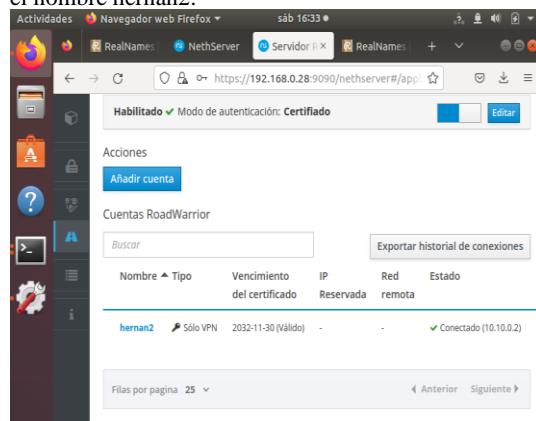 el nombre hernan2.
Actividades Navegador web Firefox sáb 16:33
RealNames NethServer Servidor R RealNames
https://192.168.0.28:9090/nethserver#/app
Habilitado Modo de autenticación: Certifiado Editar
Acciones
Añadir cuenta
Cuentas RoadWarrior
Buscar
Exportar historial de conexiones
Nombre Tipo Vencimiento IP Red Estado
del certificado Reservada remota
hernan2 Sólo VPN 2032-11-30 (Válido) - - Conectado (10.10.0.2)
Filas por pagina 25 Anterior Siguiente